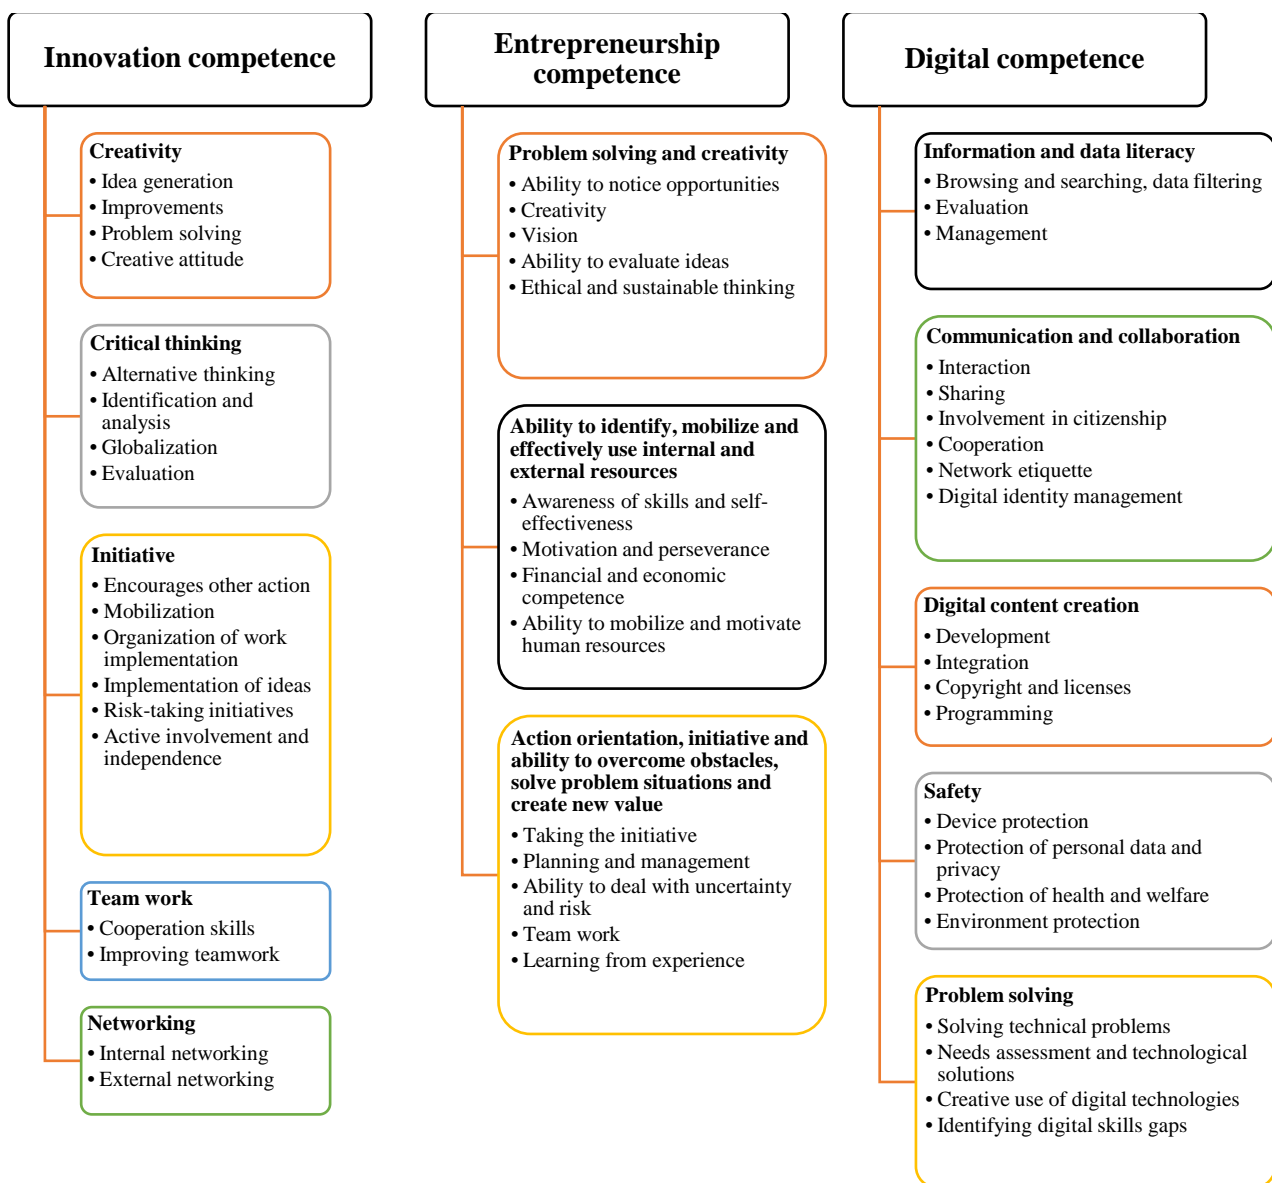 Innovation competence
Creativity
• Idea generation
• Improvements
• Problem solving
• Creative attitude
Critical thinking
• Alternative thinking
• Identification and
analysis
• Globalization
• Evaluation
Initiative
• Encourages other action
• Mobilization
• Organization of work
implementation
• Implementation of ideas
• Risk-taking initiatives
• Active involvement and
independence
Team work
• Cooperation skills
• Improving teamwork
Networking
• Internal networking
• External networking
Entrepreneurship
competence
Problem solving and creativity
• Ability to notice opportunities
• Creativity
• Vision
• Ability to evaluate ideas
• Ethical and sustainable thinking
Ability to identify, mobilize and
effectively use internal and
external resources
• Awareness of skills and self-
effectiveness
• Motivation and perseverance
• Financial and economic
competence
• Ability to mobilize and motivate
human resources
Action orientation, initiative and
ability to overcome obstacles,
solve problem situations and
create new value
• Taking the initiative
• Planning and management
• Ability to deal with uncertainty
and risk
• Team work
• Learning from experience
Digital competence
Information and data literacy
• Browsing and searching, data filtering
• Evaluation
• Management
Communication and collaboration
• Interaction
• Sharing
• Involvement in citizenship
• Cooperation
• Network etiquette
• Digital identity management
Digital content creation
• Development
• Integration
• Copyright and licenses
• Programming
Safety
• Device protection
• Protection of personal data and
privacy
• Protection of health and welfare
• Environment protection
Problem solving
• Solving technical problems
• Needs assessment and technological
solutions
• Creative use of digital technologies
• Identifying digital skills gaps